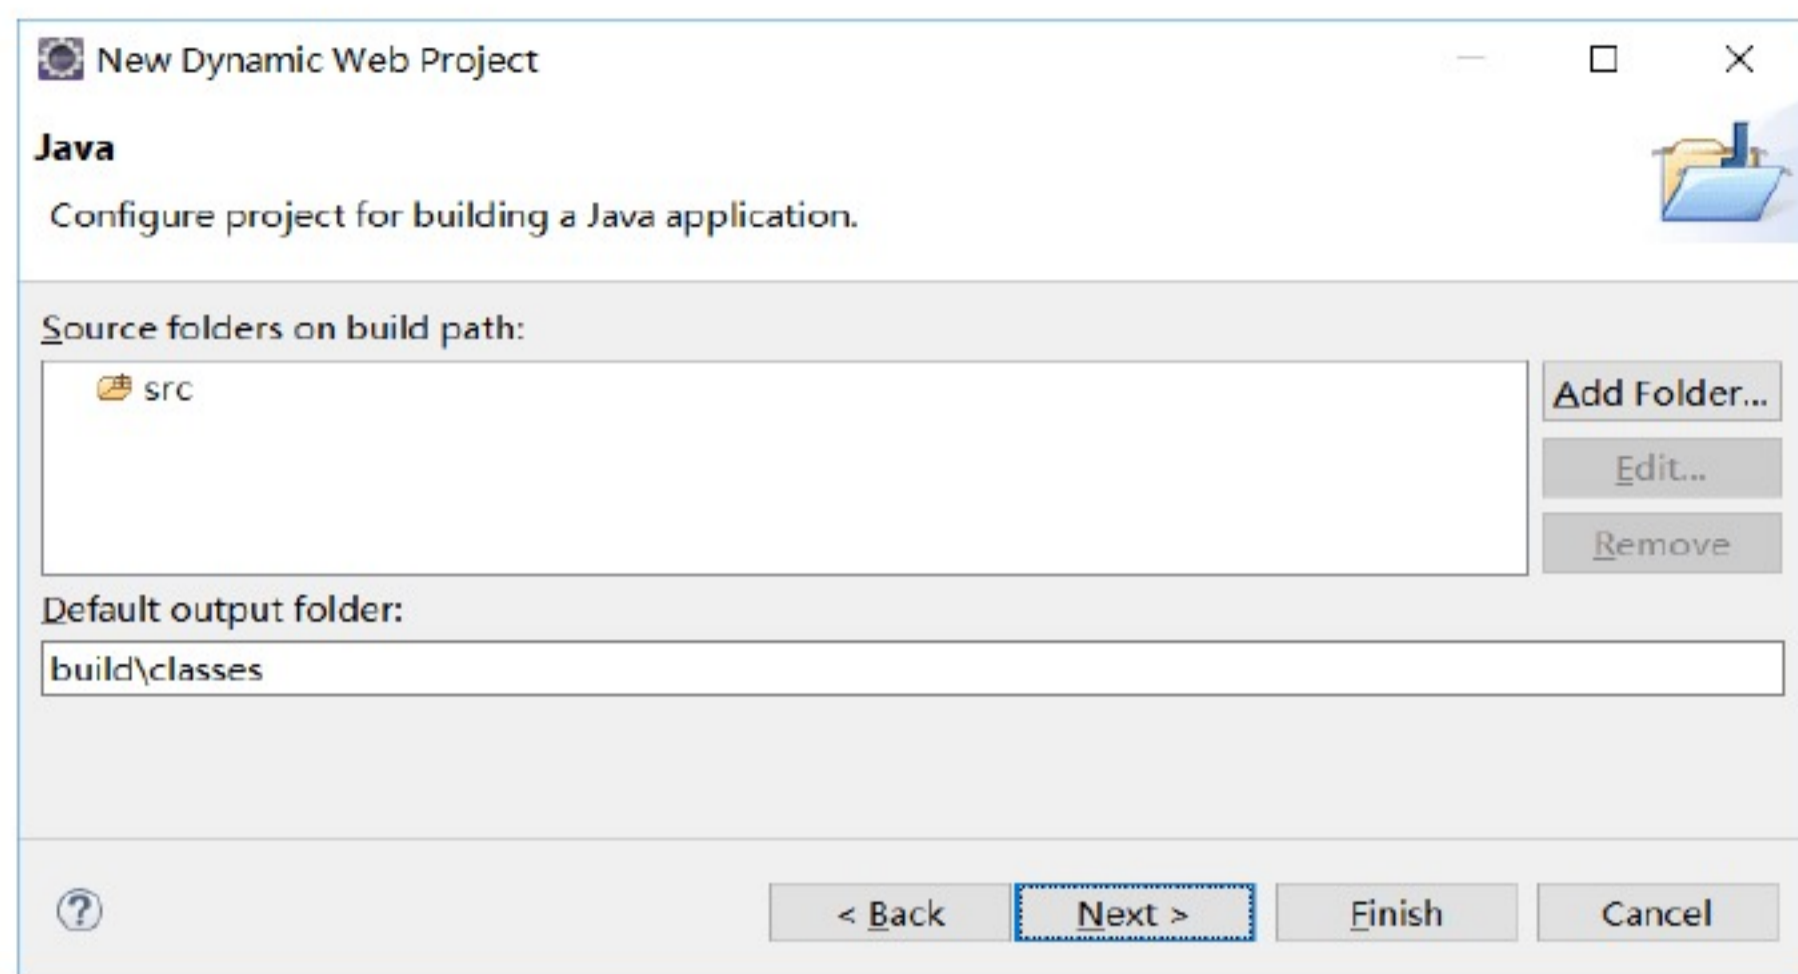 New Dynamic Web Project
Java
Configure project for building a Java application.
Source folders on build path:
src
Add Folder...
Edit...
Remove
Default output folder:
build\classes
? < Back Next > Finish Cancel